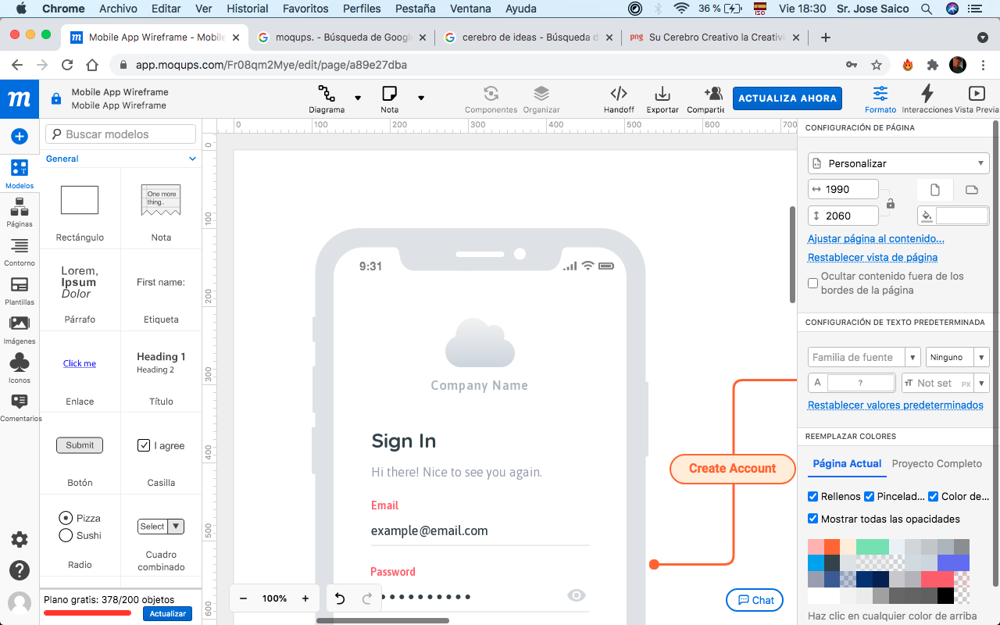 Chrome Archivo Editar Ver Historial Favoritos Perfiles Pestaña Ventana Ayuda 36 % ISO Vie 18:30 Sr. Jose Saico
m Mobile App Wireframe - Mobile
moqups. - Búsqueda de Google
cerebro de ideas - Búsqueda d
png Su Cerebro Creativo la Creativi
app.moqups.com/Fr08qm2Mye/edit/page/a89e27dba
m
Mobile App Wireframe
Mobile App Wireframe
Diagrama
Nota
Componentes
Organizar
Handoff
Exportar
Compartie
ACTUALIZA AHORA
Formato
Interacciones
Vista Previa
Modelos
Páginas
Contorno
Plantillas
Imágenes
Iconos
Comentarios
Buscar modelos
General
Rectángulo
One more
thing..
Nota
Lorem,
Ipsum
Dolor
Párrafo
First name:
Etiqueta
Click me
Enlace
Heading 1
Heading 2
Título
Submit
Botón
I agree
Casilla
Pizza
Sushi
Radio
Select
Cuadro
combinado
Plano gratis: 378/200 objetos
Actualizar
0 100 200 300 400 500 600 700
0
100
200
300
400
500
600
9:31
Company Name
Sign In
Hi there! Nice to see you again.
Email
example@email.com
Password
Create Account
100%
Chat
CONFIGURACIÓN DE PÁGINA
Personalizar
1990
2060
Ajustar página al contenido...
Restablecer vista de página
Ocultar contenido fuera de los
bordes de la página
CONFIGURACIÓN DE TEXTO PREDETERMINADA
Familia de fuente
Ninguno
A ?
TT Not set PX
Restablecer valores predeterminados
REEMPLAZAR COLORES
Página Actual Proyecto Completo
Rellenos Pincelad... Color de...
Mostrar todas las opacidades
Haz clic en cualquier color de arriba